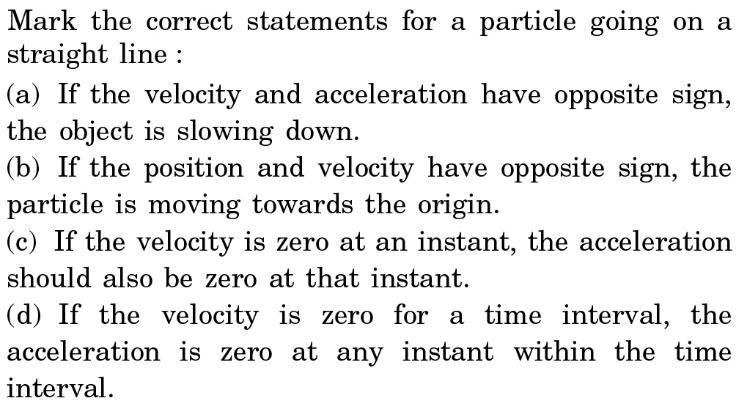 Mark the correct statements for a particle going on a
straight line :
(a) If the velocity and acceleration have opposite sign,
the object is slowing down.
(b) If the position and velocity have opposite sign, the
particle is moving towards the origin.
(c) If the velocity is zero at an instant, the acceleration
should also be zero at that instant.
(d) If the velocity is zero for a time interval, the
acceleration is zero at any instant within the time
interval.